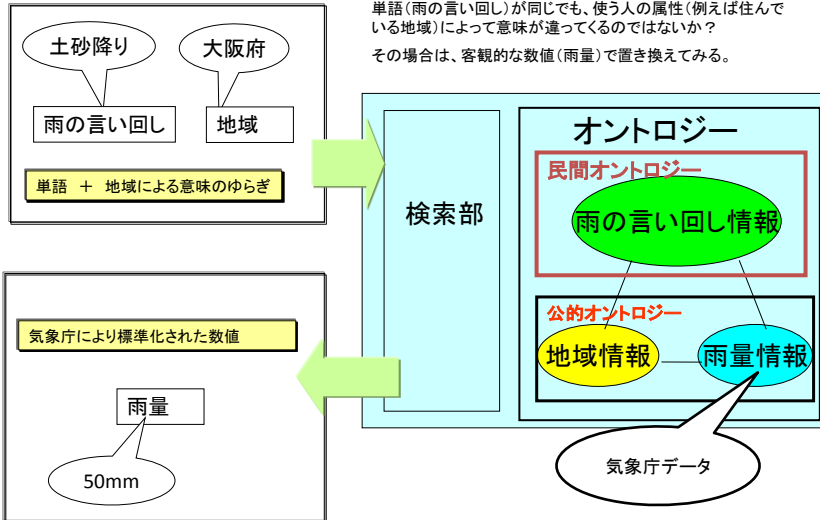 単語(雨の言い回し)が同じでも、使う人の属性(例えば住んで
いる地域)によって意味が違ってくるのではないか?
その場合は、客観的な数値(雨量)で置き換えてみる。
土砂降り
大阪府
雨の言い回し
地域
単語 + 地域による意味のゆらぎ
検索部
オントロジー
民間オントロジー
雨の言い回し情報
公的オントロジー
地域情報
雨量情報
気象庁データ
気象庁により標準化された数値
雨量
50mm